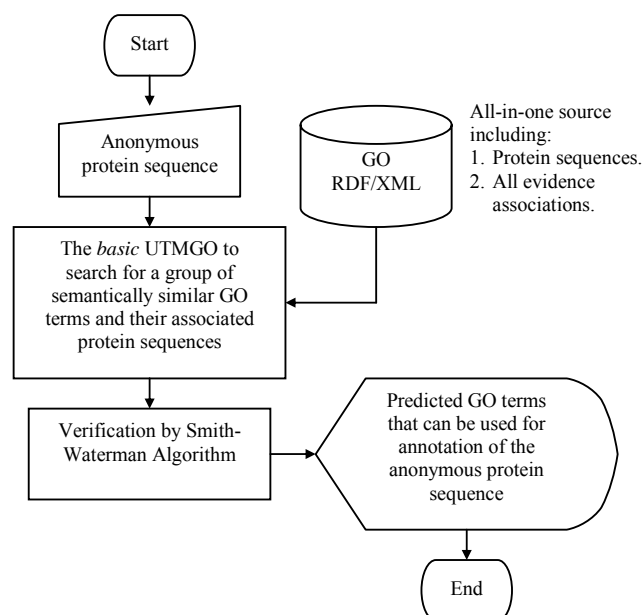 Start
Anonymous
protein sequence
GO
RDF/XML
All-in-one source
including:
1. Protein sequences.
2. All evidence
associations.
The basic UTMGO to
search for a group of
semantically similar GO
terms and their associated
protein sequences
Verification by Smith-
Waterman Algorithm
Predicted GO terms
that can be used for
annotation of the
anonymous protein
sequence
End